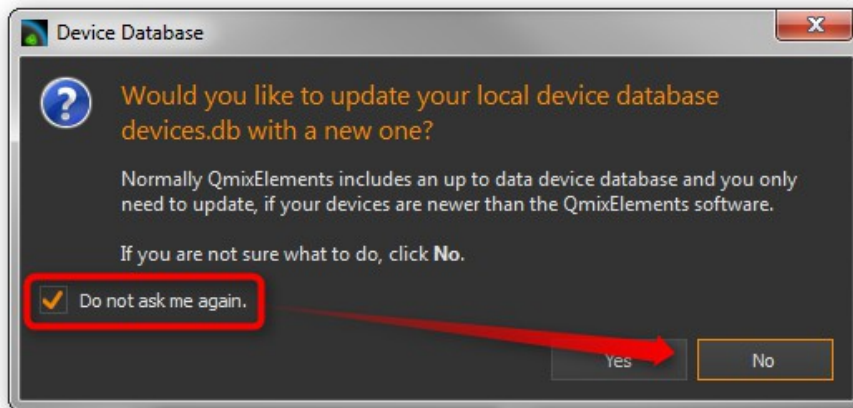 Device Database
Would you like to update your local device database
devices.db with a new one?
Normally QmixElements includes an up to data device database and you only
need to update, if your devices are newer than the QmixElements software.
If you are not sure what to do, click No.
Do not ask me again.
Yes
No